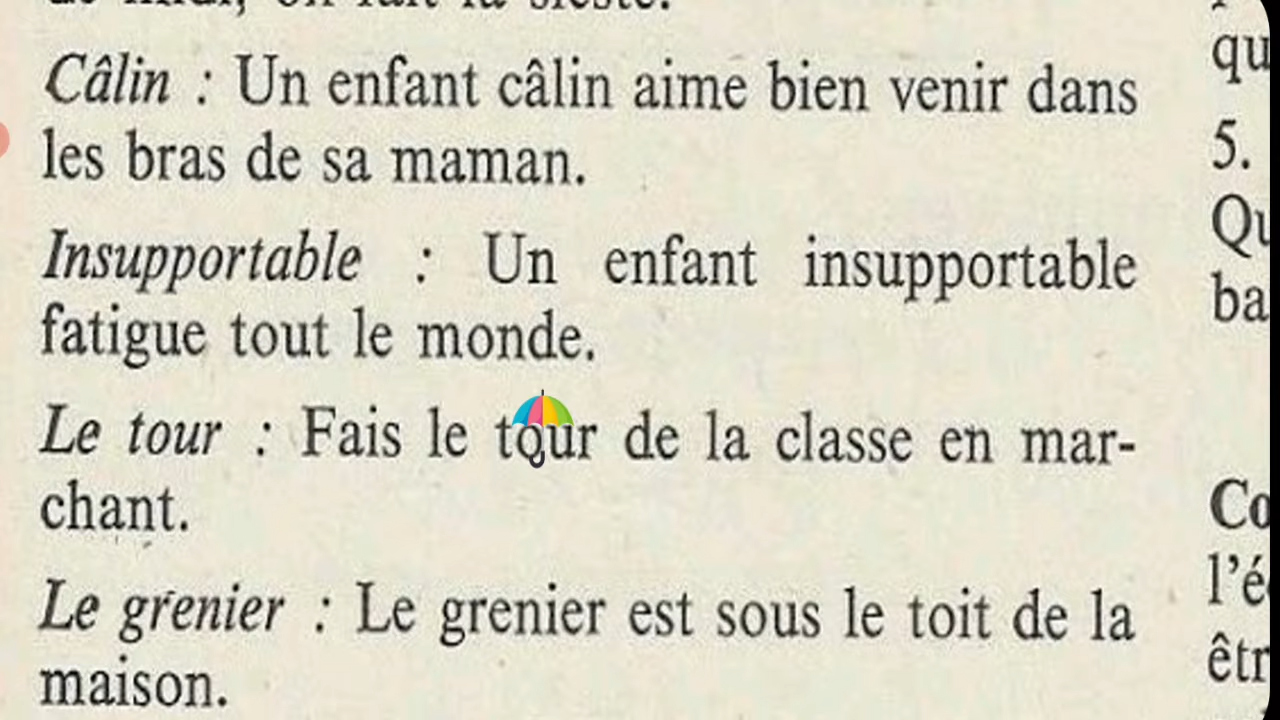 Câlin : Un enfant câlin aime bien venir dans
les bras de sa maman.
Insupportable : Un enfant insupportable
fatigue tout le monde.
Le tour : Fais le tour de la classe en mar-
chant.
Le grenier : Le grenier est sous le toit de la
maison.
qu
5.
Qu
ba
Co
l'é
êtr